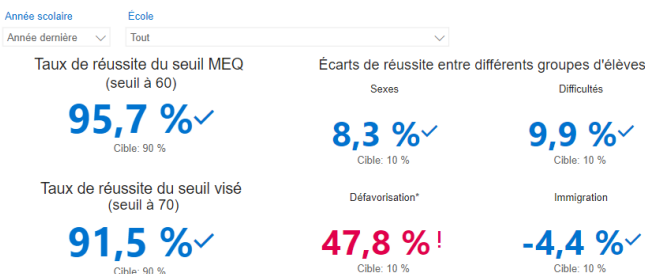 Année scolaire
École
Année dernière
Tout
Taux de réussite du seuil MEQ
(seuil à 60)
95,7 %
Cible: 90 %
Taux de réussite du seuil visé
(seuil à 70)
91,5 %
Cible: 90 %
Écarts de réussite entre différents groupes d'élèves
Sexes
Difficultés
8,3 %
9,9 %
Cible: 10 %
Cible: 10 %
Défavorisation*
Immigration
47,8 % !
-4,4 %
Cible: 10 %
Cible: 10 %